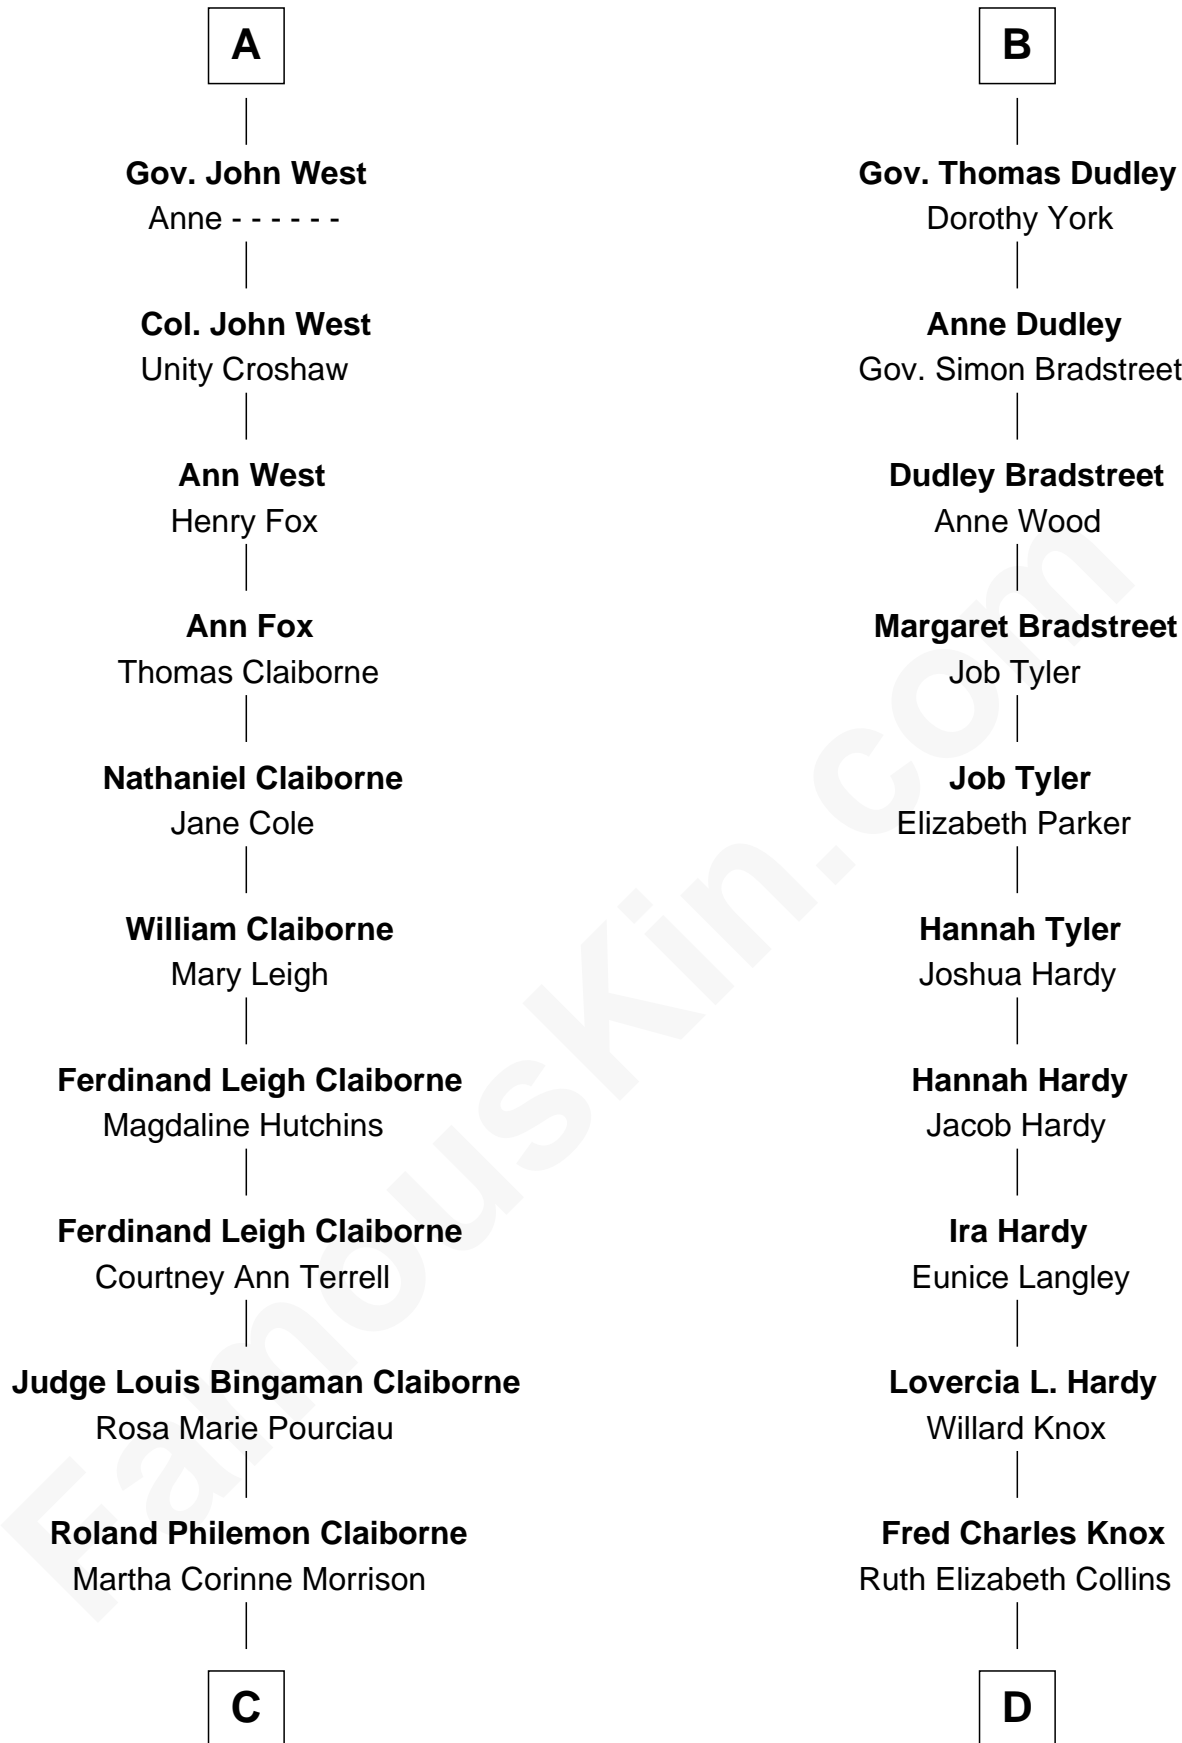 A
Gov. John West
Anne - - - - - -
Col. John West
Unity Croshaw
Ann West
Henry Fox
Ann Fox
Thomas Claiborne
Nathaniel Claiborne
Jane Cole
William Claiborne
Mary Leigh
Ferdinand Leigh Claiborne
Magdaline Hutchins
Ferdinand Leigh Claiborne
Courtney Ann Terrell
Judge Louis Bingaman Claiborne
Rosa Marie Pourciau
Roland Philemon Claiborne
Martha Corinne Morrison
C
B
Gov. Thomas Dudley
Dorothy York
Anne Dudley
Gov. Simon Bradstreet
Dudley Bradstreet
Anne Wood
Margaret Bradstreet
Job Tyler
Job Tyler
Elizabeth Parker
Hannah Tyler
Joshua Hardy
Hannah Hardy
Jacob Hardy
Ira Hardy
Eunice Langley
Lovercia L. Hardy
Willard Knox
Fred Charles Knox
Ruth Elizabeth Collins
D
FamousKin.com